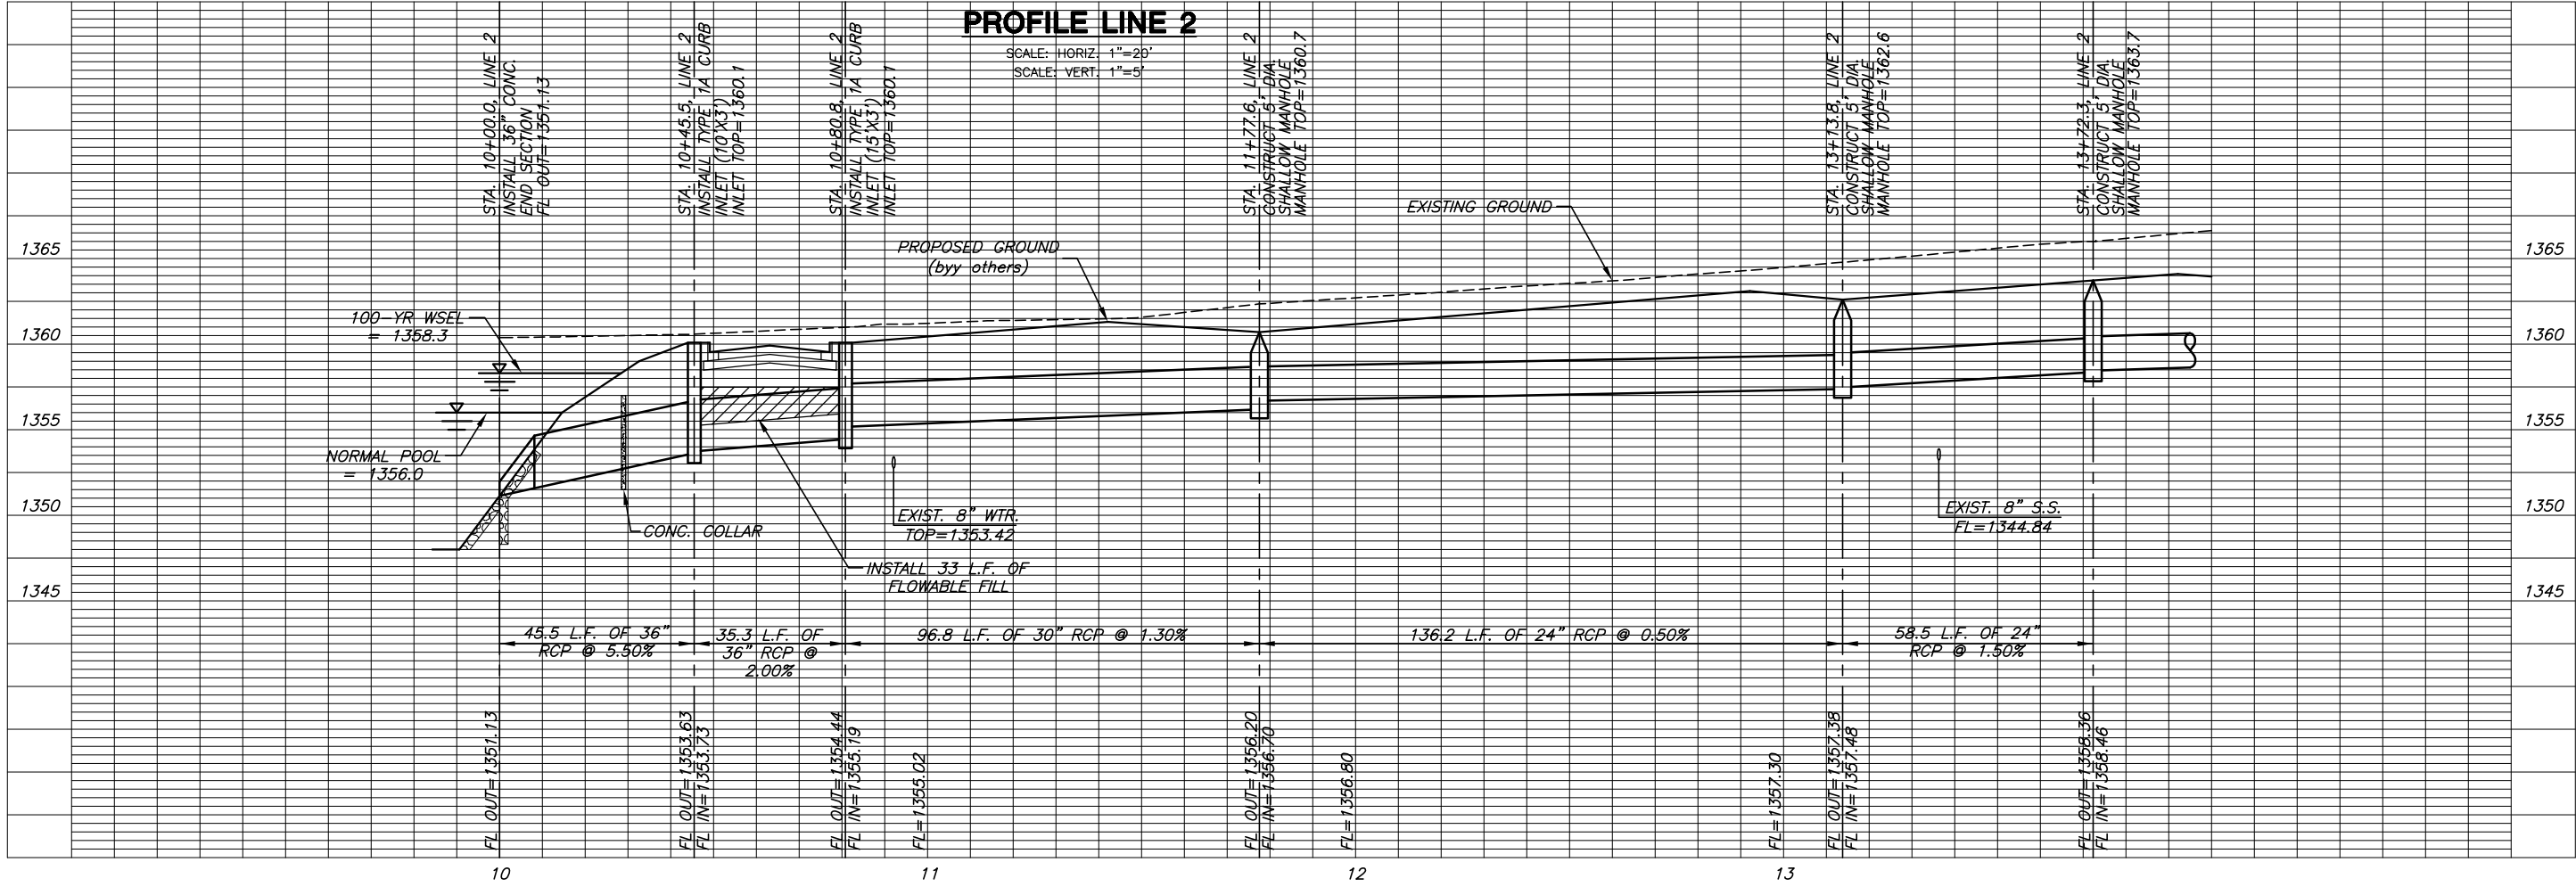 PROFILE LINE 2
SCALE: HORIZ. 1"=20'
SCALE: VERT. 1"=5'
STA. 10+00.0, LINE 2
INSTALL 36" CONC.
END SECTION
FL OUT=1351.13
STA. 10+45.5, LINE 2
INSTALL TYPE 1A CURB
INLET (10'X3')
INLET TOP=1360.1
STA. 10+80.8, LINE 2
INSTALL TYPE 1A CURB
INLET (15'X3')
INLET TOP=1360.1
STA. 11+77.6, LINE 2
CONSTRUCT 5' DIA.
SHALLOW MANHOLE
MANHOLE TOP=1360.7
STA. 13+13.8, LINE 2
CONSTRUCT 5' DIA.
SHALLOW MANHOLE
MANHOLE TOP=1362.6
STA. 13+72.3, LINE 2
CONSTRUCT 5' DIA.
SHALLOW MANHOLE
MANHOLE TOP=1363.7
EXISTING GROUND
PROPOSED GROUND
(byy others)
1365
1365
100-YR WSEL
= 1358.3
1360
1360
1355
1355
NORMAL POOL
= 1356.0
1350
1350
CONC. COLLAR
EXIST. 8" WTR.
TOP=1353.42
EXIST. 8" S.S.
FL=1344.84
INSTALL 33 L.F. OF
FLOWABLE FILL
1345
1345
45.5 L.F. OF 36"
RCP @ 5.50%
35.3 L.F. OF
36" RCP @
2.00%
96.8 L.F. OF 30" RCP @ 1.30%
136.2 L.F. OF 24" RCP @ 0.50%
58.5 L.F. OF 24"
RCP @ 1.50%
FL OUT=1351.13
FL OUT=1353.63
FL IN=1353.73
FL OUT=1354.44
FL IN=1355.19
FL=1355.02
FL OUT=1356.20
FL IN=1356.70
FL=1356.80
FL=1357.30
FL OUT=1357.38
FL IN=1357.48
FL OUT=1358.36
FL IN=1358.46
10
11
12
13